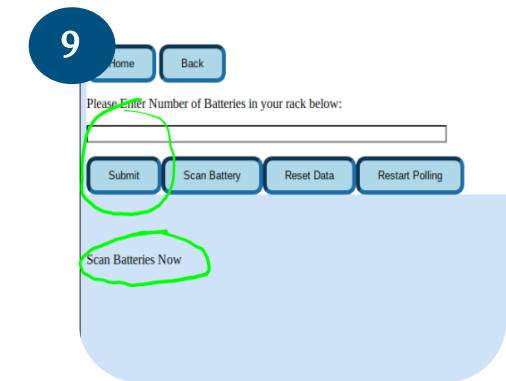 9
Home Back
Please Enter Number of Batteries in your rack below:
Submit Scan Battery Reset Data Restart Polling
Scan Batteries Now